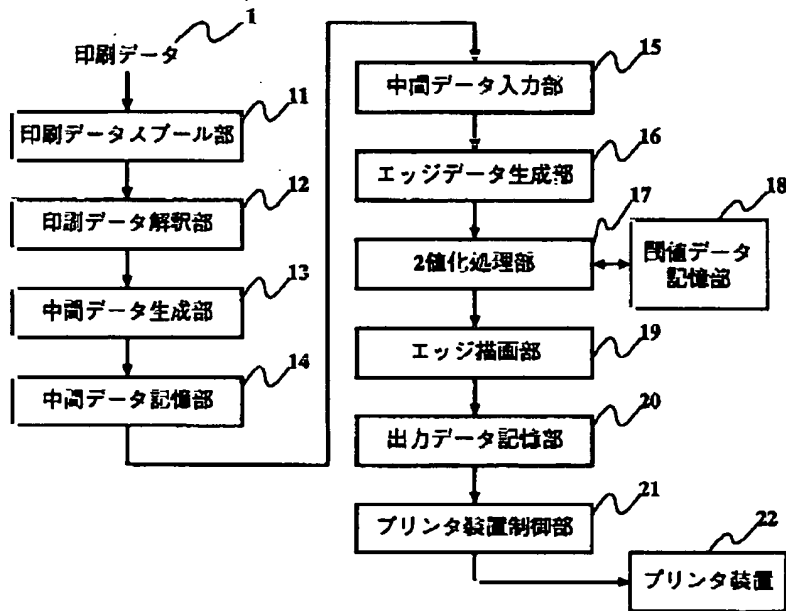 1
印刷データ
11
印刷データスプール部
12
印刷データ解釈部
13
中間データ生成部
14
中間データ記憶部
15
中間データ入力部
16
エッジデータ生成部
17
2値化処理部
18
閾値データ
記憶部
19
エッジ描画部
20
出力データ記憶部
21
プリンタ装置制御部
22
プリンタ装置